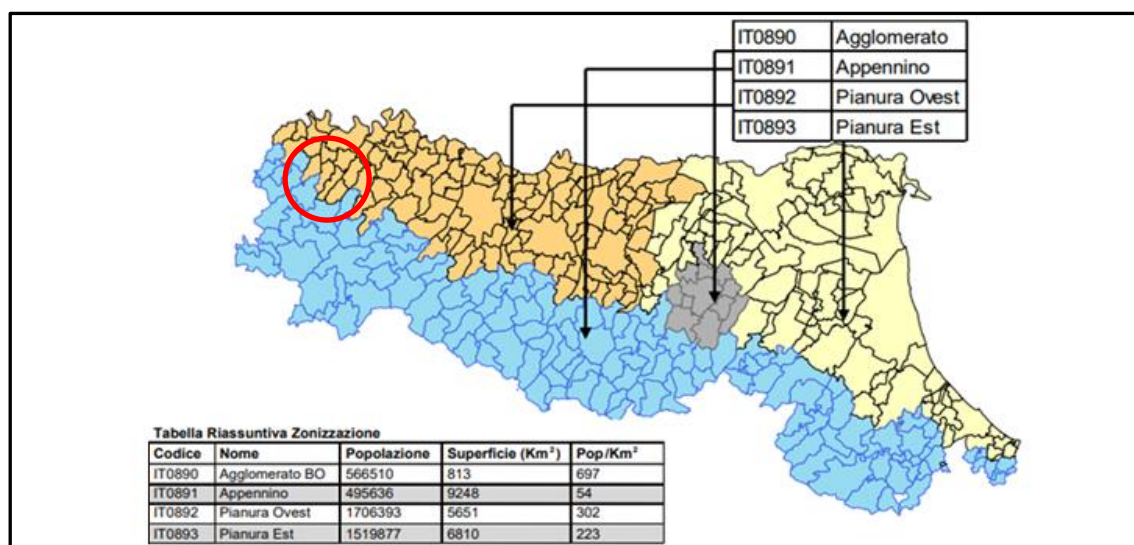 IT0890 Agglomerato
IT0891 Appennino
IT0892 Pianura Ovest
IT0893 Pianura Est
Tabella Riassuntiva Zonizzazione
Codice Nome Popolazione Superficie (Km²) Pop/Km²
IT0890 Agglomerato BO 566510 813 697
IT0891 Appennino 495636 9248 54
IT0892 Pianura Ovest 1706393 5651 302
IT0893 Pianura Est 1519877 6810 223